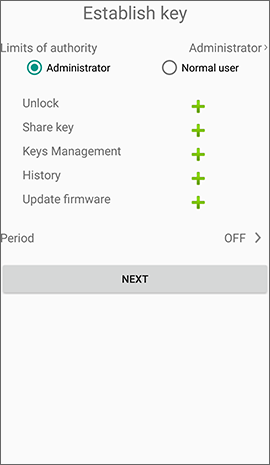 Establish key
Limits of authority Administrator
Administrator Normal user
Unlock
Share key
Keys Management
History
Update firmware
Period OFF
NEXT